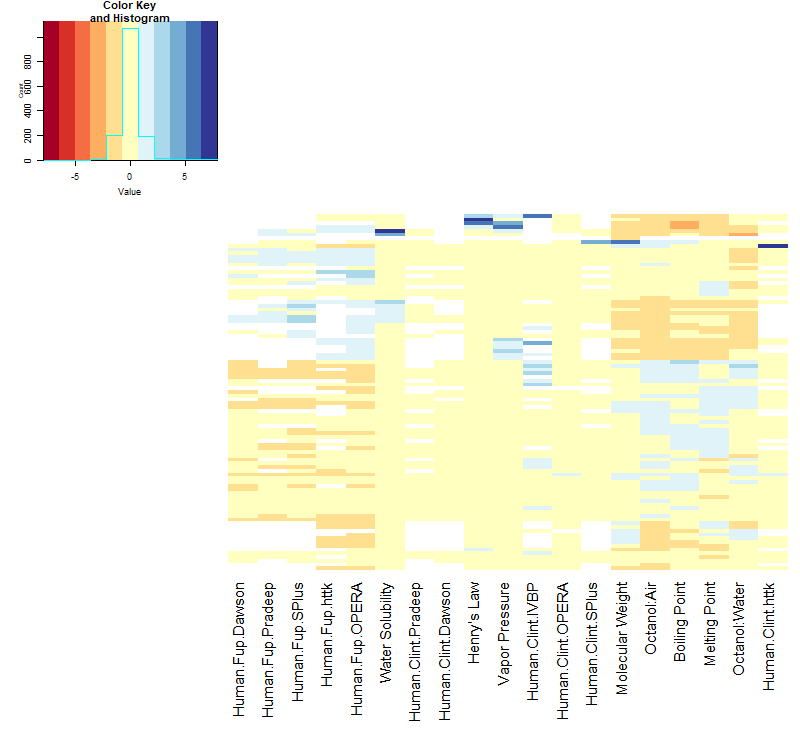 Color Key
and Histogram
Count
0 200 400 600 800
-5 0 5
Value
Human.Fup.Dawson
Human.Fup.Pradeep
Human.Fup.SPlus
Human.Fup.httk
Human.Fup.OPERA
Water Solubility
Human.Clint.Pradeep
Human.Clint.Dawson
Henry's Law
Vapor Pressure
Human.Clint.IVBP
Human.Clint.OPERA
Human.Clint.SPlus
Molecular Weight
Octanol:Air
Boiling Point
Melting Point
Octanol:Water
Human.Clint.httk